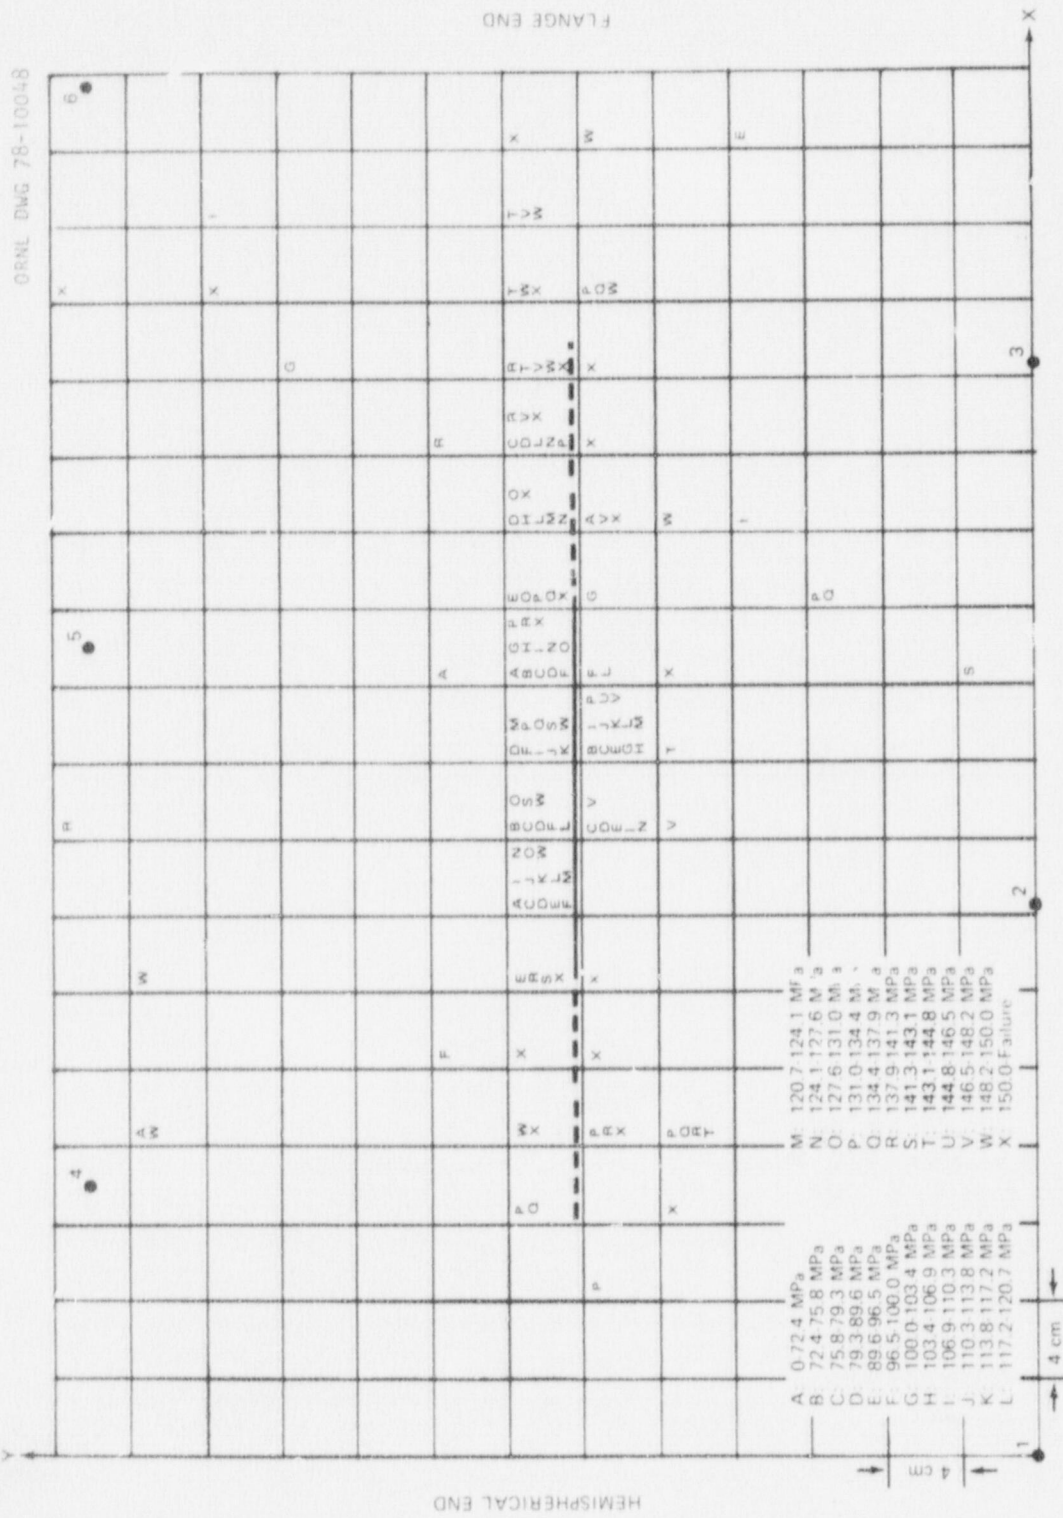 ORNL DWG 78-10048
Y
HEMISPHERICAL END
FLANGE END
X
1
2
3
4
5
6
X
R
W
A
W
X
I
G
R
A
F
P
P Q
W X
X
E R S X
A C D E F
I J K L M
N O W
B C D F L
O S W
D F I J K
M P Q S W
A B C D F
G I L N O
P R X
E O P Q X
D I L M N
O X
C D L N P
R V X
R T V W X
T W X
T V W
X
P
P R X
X
X
C D E I N
V
B C E G H
I J K L M
P U V
F L
G
A V X
X
X
P Q W
W
X
P Q R T
V
T
X
W
I
E
P Q
S
A: 0-72.4 MPa
B: 72.4-75.8 MPa
C: 75.8-79.3 MPa
D: 79.3-89.6 MPa
E: 89.6-96.5 MPa
F: 96.5-100.0 MPa
G: 100.0-103.4 MPa
H: 103.4-106.9 MPa
I: 106.9-110.3 MPa
J: 110.3-113.8 MPa
K: 113.8-117.2 MPa
L: 117.2-120.7 MPa
M: 120.7-124.1 MPa
N: 124.1-127.6 MPa
O: 127.6-131.0 MPa
P: 131.0-134.4 MPa
Q: 134.4-137.9 MPa
R: 137.9-141.3 MPa
S: 141.3-143.1 MPa
T: 143.1-144.8 MPa
U: 144.8-146.5 MPa
V: 146.5-148.2 MPa
W: 148.2-150.0 MPa
X: 150.0-Failure
4 cm
4 cm